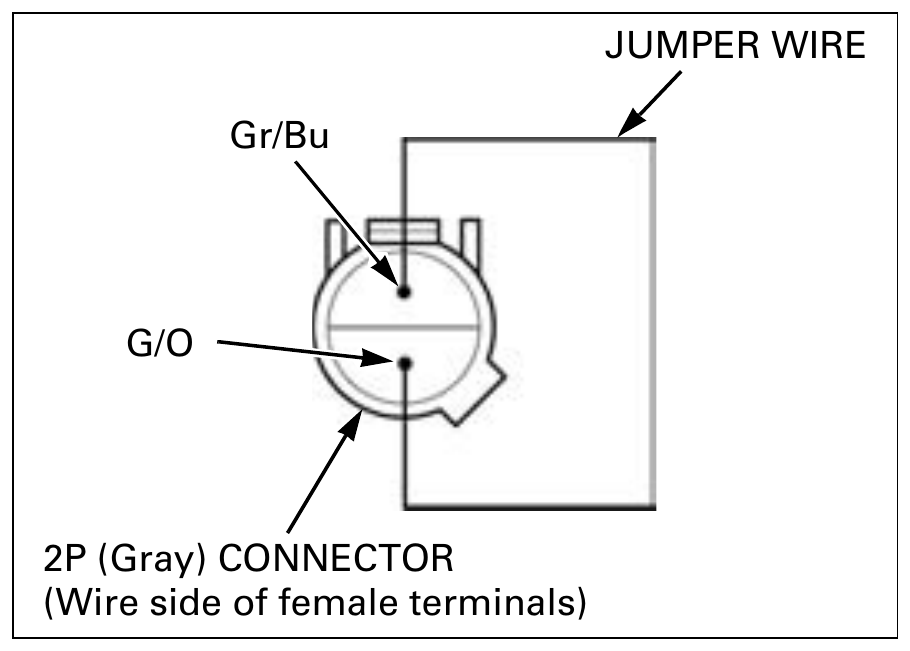 JUMPER WIRE
Gr/Bu
G/O
2P (Gray) CONNECTOR
(Wire side of female terminals)